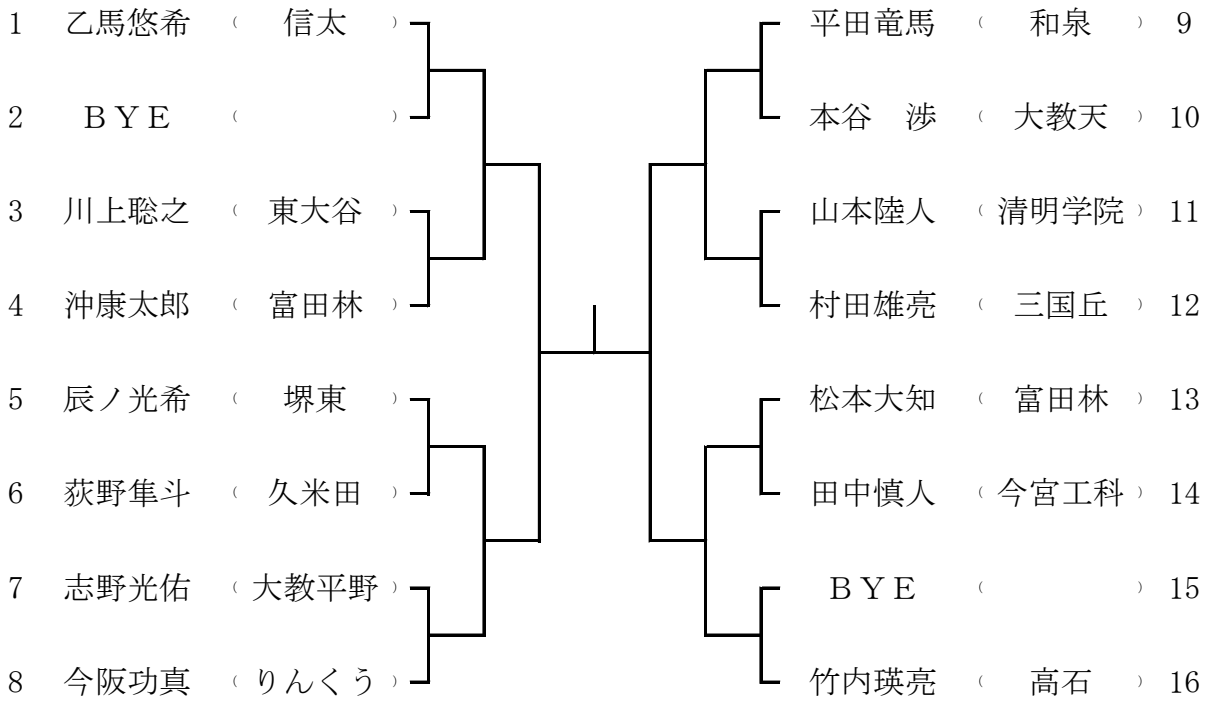 1 乙馬悠希 （ 信太 ） 平田竜馬 （ 和泉 ） 9
2 ＢＹＥ （ ） 本谷　渉 （ 大教天 ） 10
3 川上聡之 （ 東大谷 ） 山本陸人 （ 清明学院 ） 11
4 沖康太郎 （ 富田林 ） 村田雄亮 （ 三国丘 ） 12
5 辰ノ光希 （ 堺東 ） 松本大知 （ 富田林 ） 13
6 荻野隼斗 （ 久米田 ） 田中慎人 （ 今宮工科 ） 14
7 志野光佑 （ 大教平野 ） ＢＹＥ （ ） 15
8 今阪功真 （ りんくう ） 竹内瑛亮 （ 高石 ） 16